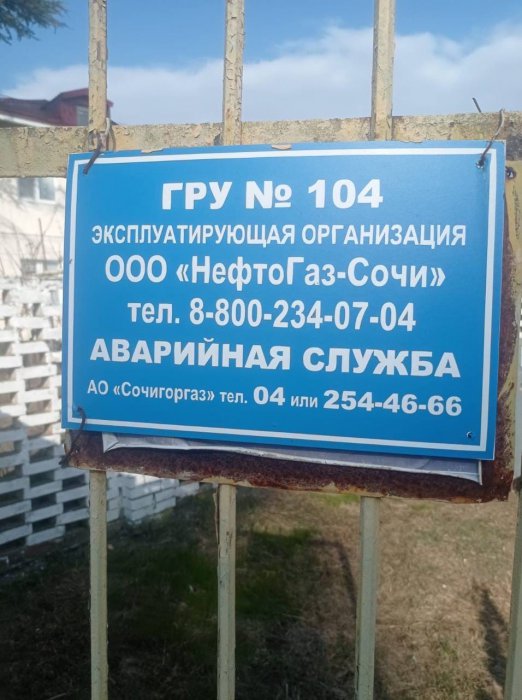 ГРУ № 104
ЭКСПЛУАТИРУЮЩАЯ ОРГАНИЗАЦИЯ
ООО «НефтоГаз-Сочи»
тел. 8-800-234-07-04
АВАРИЙНАЯ СЛУЖБА
АО «Сочигоргаз» тел. 04 или 254-46-66